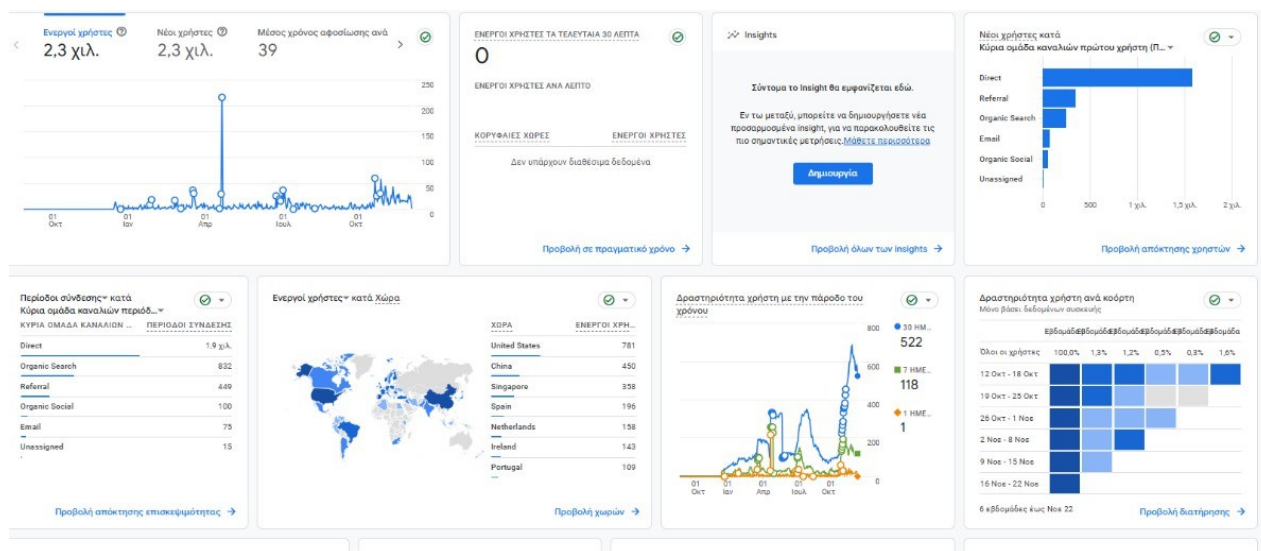 Ενεργοί χρήστες
2,3 χιλ.
Νέοι χρήστες
2,3 χιλ.
Μέσος χρόνος αφοσίωσης ανά
39
250
200
150
100
50
0
01 Οκτ
01 Ιαν
01 Απρ
01 Ιουλ
01 Οκτ
ΕΝΕΡΓΟΙ ΧΡΗΣΤΕΣ ΤΑ ΤΕΛΕΥΤΑΙΑ 30 ΛΕΠΤΑ
0
ΕΝΕΡΓΟΙ ΧΡΗΣΤΕΣ ΑΝΑ ΛΕΠΤΟ
ΚΟΡΥΦΑΙΕΣ ΧΩΡΕΣ ΕΝΕΡΓΟΙ ΧΡΗΣΤΕΣ
Δεν υπάρχουν διαθέσιμα δεδομένα
Προβολή σε πραγματικό χρόνο
Insights
Σύντομα το Insight θα εμφανίζεται εδώ.
Εν τω μεταξύ, μπορείτε να δημιουργήσετε νέα
προσαρμοσμένα insight, για να παρακολουθείτε τις
πιο σημαντικές μετρήσεις.Μάθετε περισσότερα
Δημιουργία
Προβολή όλων των insights
Νέοι χρήστες κατά
Κύρια ομάδα καναλιών πρώτου χρήστη (Π...
Direct
Referral
Organic Search
Email
Organic Social
Unassigned
0 500 1 χιλ. 1,5 χιλ. 2 χιλ.
Προβολή απόκτησης χρηστών
Περίοδοι σύνδεσης κατά
Κύρια ομάδα καναλιών περιόδ...
ΚΥΡΙΑ ΟΜΑΔΑ ΚΑΝΑΛΙΩΝ ... ΠΕΡΙΟΔΟΙ ΣΥΝΔΕΣΗΣ
Direct 1,9 χιλ.
Organic Search 832
Referral 449
Organic Social 100
Email 75
Unassigned 15
Προβολή απόκτησης επισκεψιμότητας
Ενεργοί χρήστες κατά Χώρα
ΧΩΡΑ ΕΝΕΡΓΟΙ ΧΡΗ...
United States 781
China 450
Singapore 358
Spain 196
Netherlands 158
Ireland 143
Portugal 109
Προβολή χωρών
Δραστηριότητα χρήστη με την πάροδο του
χρόνου
800
600
400
200
0
01 Οκτ
01 Ιαν
01 Απρ
01 Ιουλ
01 Οκτ
30 ΗΜ...
522
7 ΗΜΕ...
118
1 ΗΜΕ...
1
Δραστηριότητα χρήστη ανά κοόρτη
Μόνο βάσει δεδομένων συσκευής
Εβδομάδα Εβδομάδα Εβδομάδα Εβδομάδα Εβδομάδα Εβδομάδα
Όλοι οι χρήστες 100,0% 1,3% 1,2% 0,5% 0,3% 1,6%
12 Οκτ - 18 Οκτ
19 Οκτ - 25 Οκτ
26 Οκτ - 1 Νοε
2 Νοε - 8 Νοε
9 Νοε - 15 Νοε
16 Νοε - 22 Νοε
6 εβδομάδες έως Νοε 22
Προβολή διατήρησης